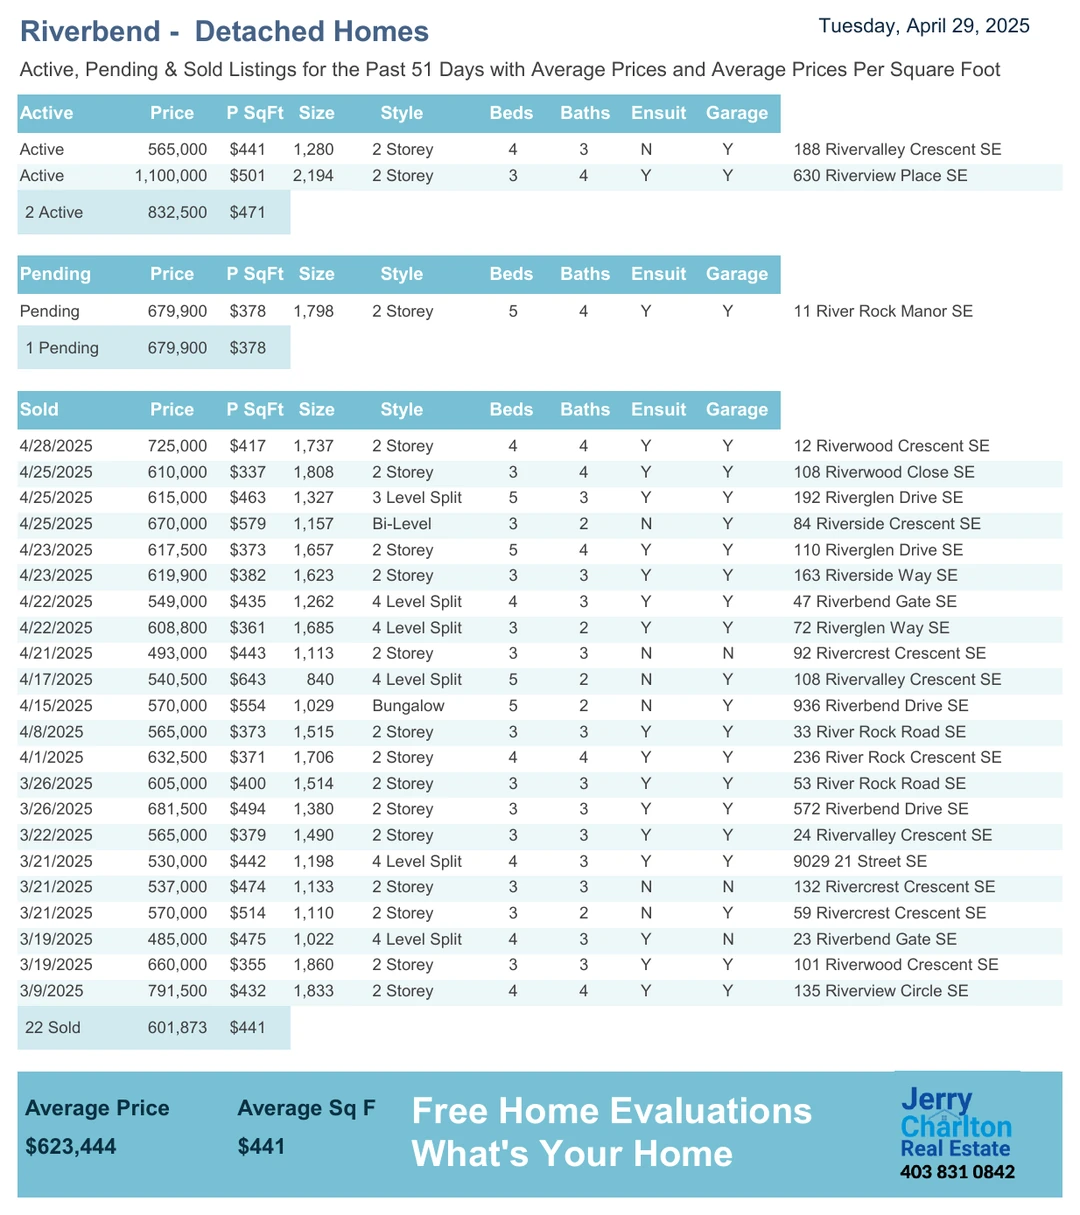 Riverbend - Detached Homes
Tuesday, April 29, 2025
Active, Pending & Sold Listings for the Past 51 Days with Average Prices and Average Prices Per Square Foot
Active Price P SqFt Size Style Beds Baths Ensuit Garage
Active 565,000 $441 1,280 2 Storey 4 3 N Y 188 Rivervalley Crescent SE
Active 1,100,000 $501 2,194 2 Storey 3 4 Y Y 630 Riverview Place SE
2 Active 832,500 $471
Pending Price P SqFt Size Style Beds Baths Ensuit Garage
Pending 679,900 $378 1,798 2 Storey 5 4 Y Y 11 River Rock Manor SE
1 Pending 679,900 $378
Sold Price P SqFt Size Style Beds Baths Ensuit Garage
4/28/2025 725,000 $417 1,737 2 Storey 4 4 Y Y 12 Riverwood Crescent SE
4/25/2025 610,000 $337 1,808 2 Storey 3 4 Y Y 108 Riverwood Close SE
4/25/2025 615,000 $463 1,327 3 Level Split 5 3 Y Y 192 Riverglen Drive SE
4/25/2025 670,000 $579 1,157 Bi-Level 3 2 N Y 84 Riverside Crescent SE
4/23/2025 617,500 $373 1,657 2 Storey 5 4 Y Y 110 Riverglen Drive SE
4/23/2025 619,900 $382 1,623 2 Storey 3 3 Y Y 163 Riverside Way SE
4/22/2025 549,000 $435 1,262 4 Level Split 4 3 Y Y 47 Riverbend Gate SE
4/22/2025 608,800 $361 1,685 4 Level Split 3 2 Y Y 72 Riverglen Way SE
4/21/2025 493,000 $443 1,113 2 Storey 3 3 N N 92 Rivercrest Crescent SE
4/17/2025 540,500 $643 840 4 Level Split 5 2 N Y 108 Rivervalley Crescent SE
4/15/2025 570,000 $554 1,029 Bungalow 5 2 N Y 936 Riverbend Drive SE
4/8/2025 565,000 $373 1,515 2 Storey 3 3 Y Y 33 River Rock Road SE
4/1/2025 632,500 $371 1,706 2 Storey 4 4 Y Y 236 River Rock Crescent SE
3/26/2025 605,000 $400 1,514 2 Storey 3 3 Y Y 53 River Rock Road SE
3/26/2025 681,500 $494 1,380 2 Storey 3 3 Y Y 572 Riverbend Drive SE
3/22/2025 565,000 $379 1,490 2 Storey 3 3 Y Y 24 Rivervalley Crescent SE
3/21/2025 530,000 $442 1,198 4 Level Split 4 3 Y Y 9029 21 Street SE
3/21/2025 537,000 $474 1,133 2 Storey 3 3 N N 132 Rivercrest Crescent SE
3/21/2025 570,000 $514 1,110 2 Storey 3 2 N Y 59 Rivercrest Crescent SE
3/19/2025 485,000 $475 1,022 4 Level Split 4 3 Y N 23 Riverbend Gate SE
3/19/2025 660,000 $355 1,860 2 Storey 3 3 Y Y 101 Riverwood Crescent SE
3/9/2025 791,500 $432 1,833 2 Storey 4 4 Y Y 135 Riverview Circle SE
22 Sold 601,873 $441
Average Price Average Sq F
$623,444 $441
Free Home Evaluations
What's Your Home
Jerry
Charlton
Real Estate
403 831 0842